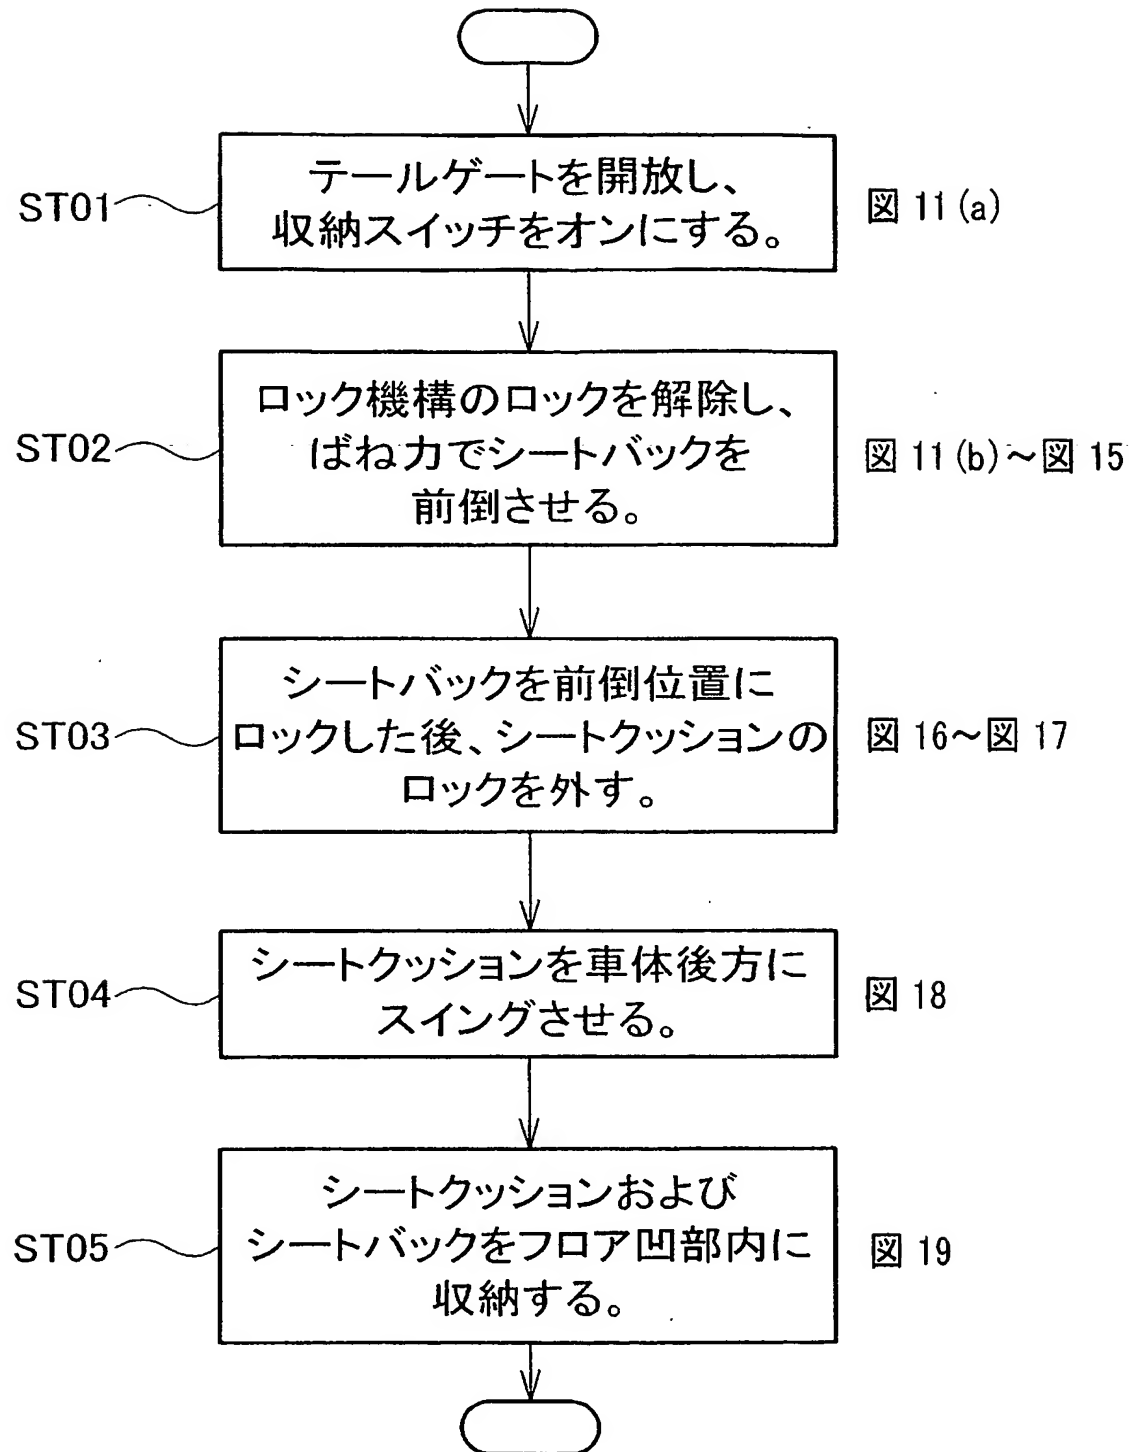 ST01
テールゲートを開放し、
収納スイッチをオンにする。
図 11(a)
ST02
ロック機構のロックを解除し、
ばね力でシートバックを
前倒させる。
図 11(b)～図 15
ST03
シートバックを前倒位置に
ロックした後、シートクッションの
ロックを外す。
図 16～図 17
ST04
シートクッションを車体後方に
スイングさせる。
図 18
ST05
シートクッションおよび
シートバックをフロア凹部内に
収納する。
図 19